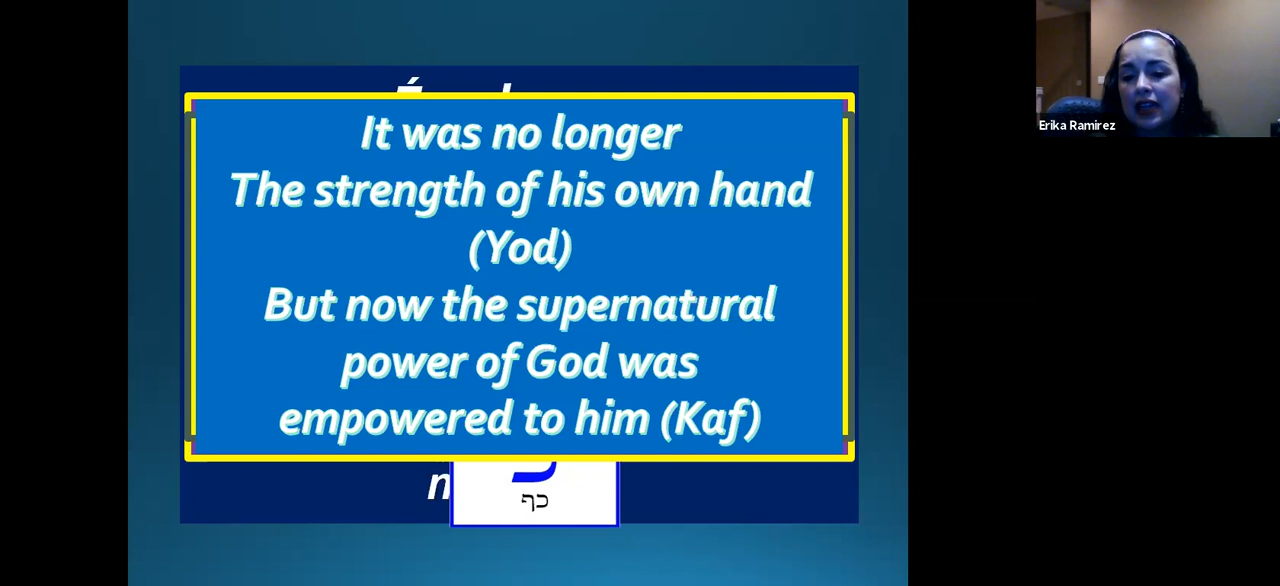 It was no longer
The strength of his own hand
(Yod)
But now the supernatural
power of God was
empowered to him (Kaf)
כף
Erika Ramirez